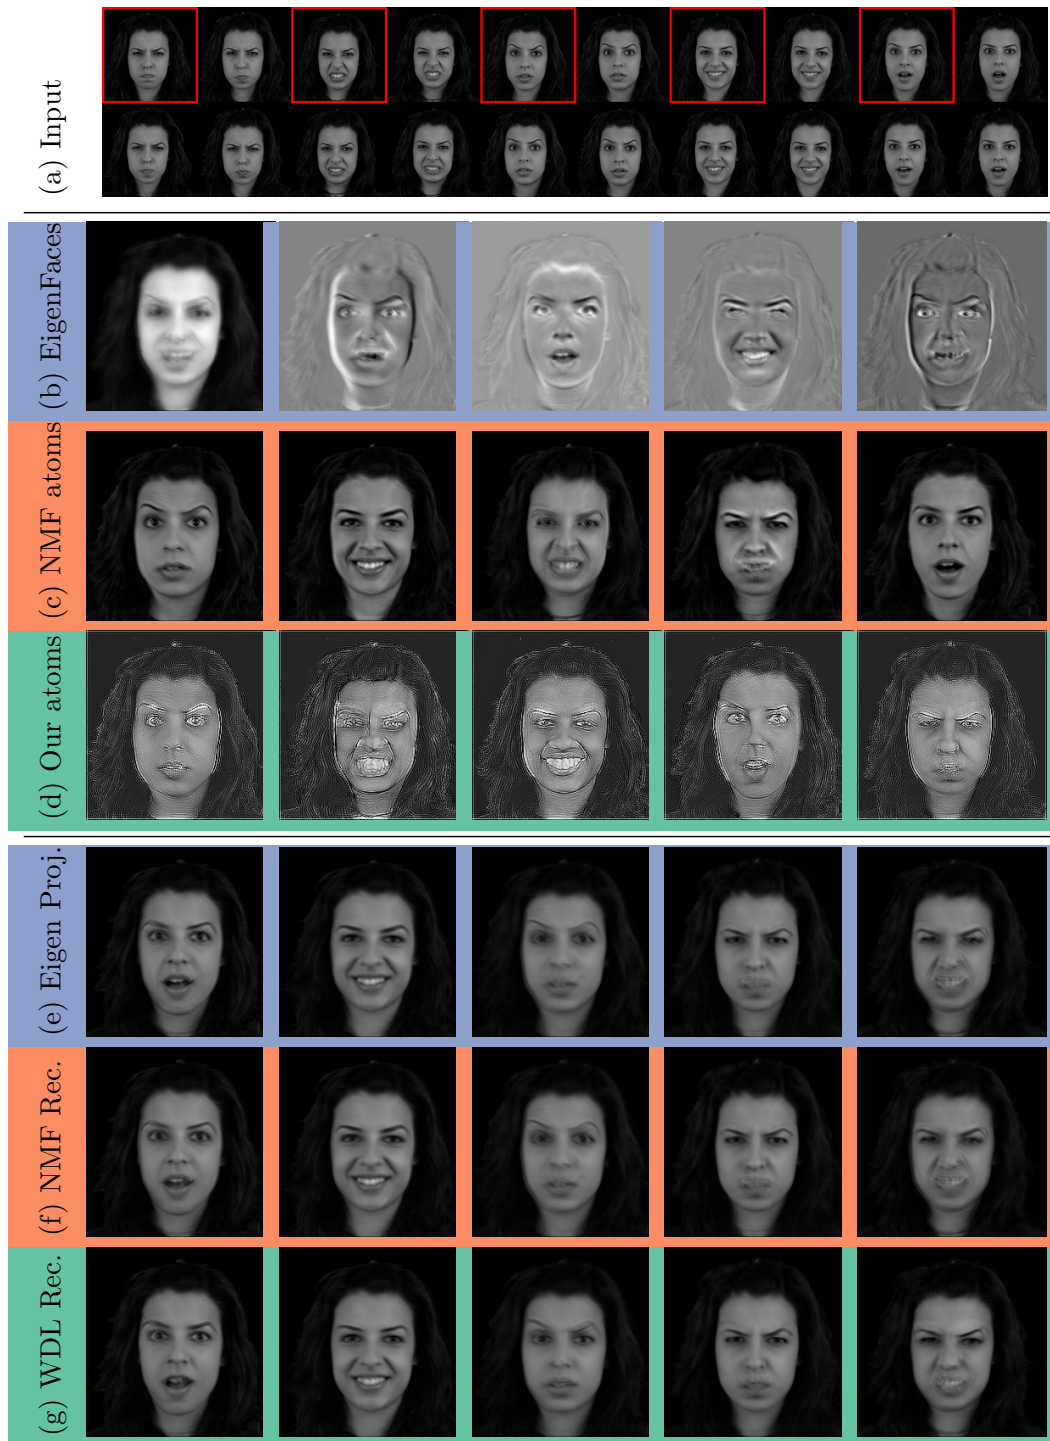 (a) Input
(b) EigenFaces
(c) NMF atoms
(d) Our atoms
(e) Eigen Proj.
(f) NMF Rec.
(g) WDL Rec.